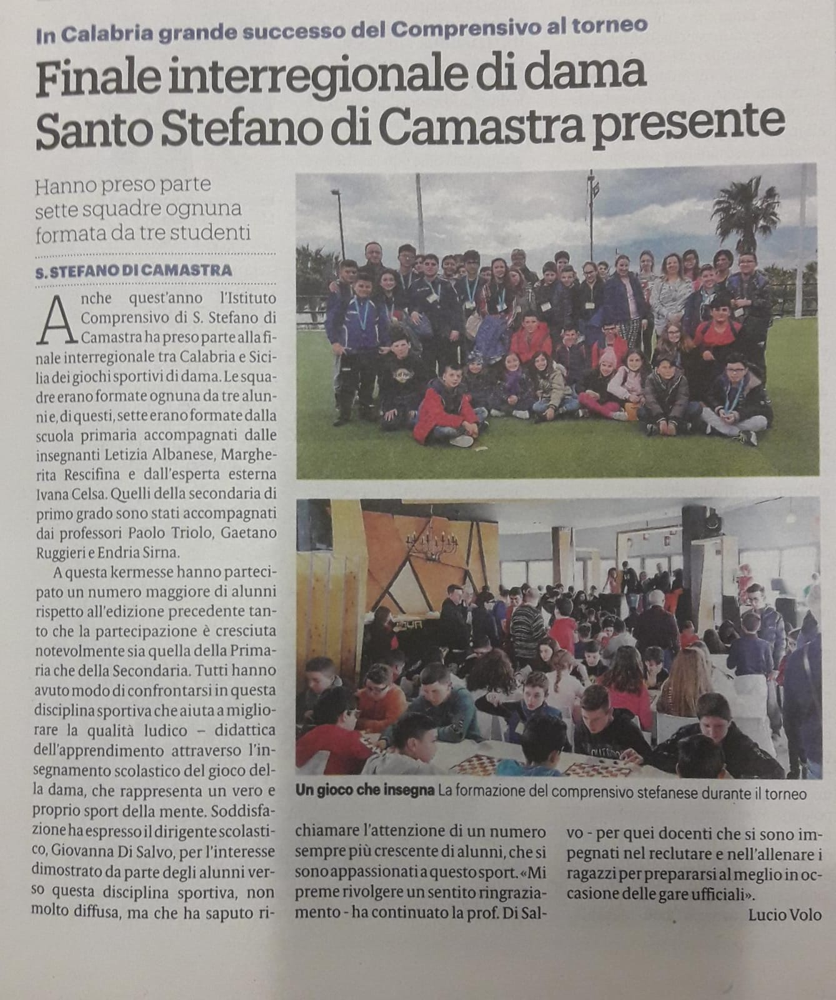 In Calabria grande successo del Comprensivo al torneo
Finale interregionale di dama
Santo Stefano di Camastra presente
Hanno preso parte
sette squadre ognuna
formata da tre studenti
S. STEFANO DI CAMASTRA
Anche quest'anno l'Istituto
Comprensivo di S. Stefano di
Camastra ha preso parte alla fi-
nale interregionale tra Calabria e Sici-
lia dei giochi sportivi di dama. Le squa-
dre erano formate ognuna da tre alun-
ni e, di questi, sette erano formate dalla
scuola primaria accompagnati dalle
insegnanti Letizia Albanese, Marghe-
rita Rescifina e dall'esperta esterna
Ivana Celsa. Quelli della secondaria di
primo grado sono stati accompagnati
dai professori Paolo Triolo, Gaetano
Ruggieri e Endria Sirna.
A questa kermesse hanno parteci-
pato un numero maggiore di alunni
rispetto all'edizione precedente tan-
to che la partecipazione è cresciuta
notevolmente sia quella della Prima-
ria che della Secondaria. Tutti hanno
avuto modo di confrontarsi in questa
disciplina sportiva che aiuta a miglio-
rare la qualità ludico – didattica
dell'apprendimento attraverso l'in-
segnamento scolastico del gioco del-
la dama, che rappresenta un vero e
proprio sport della mente. Soddisfa-
zione ha espresso il dirigente scolasti-
co, Giovanna Di Salvo, per l'interesse
dimostrato da parte degli alunni ver-
so questa disciplina sportiva, non
molto diffusa, ma che ha saputo ri-
Un gioco che insegna La formazione del comprensivo stefanese durante il torneo
chiamare l'attenzione di un numero
sempre più crescente di alunni, che si
sono appassionati a questo sport. «Mi
preme rivolgere un sentito ringrazia-
mento - ha continuato la prof. Di Sal-
vo - per quei docenti che si sono im-
pegnati nel reclutare e nell'allenare i
ragazzi per prepararsi al meglio in oc-
casione delle gare ufficiali».
Lucio Volo